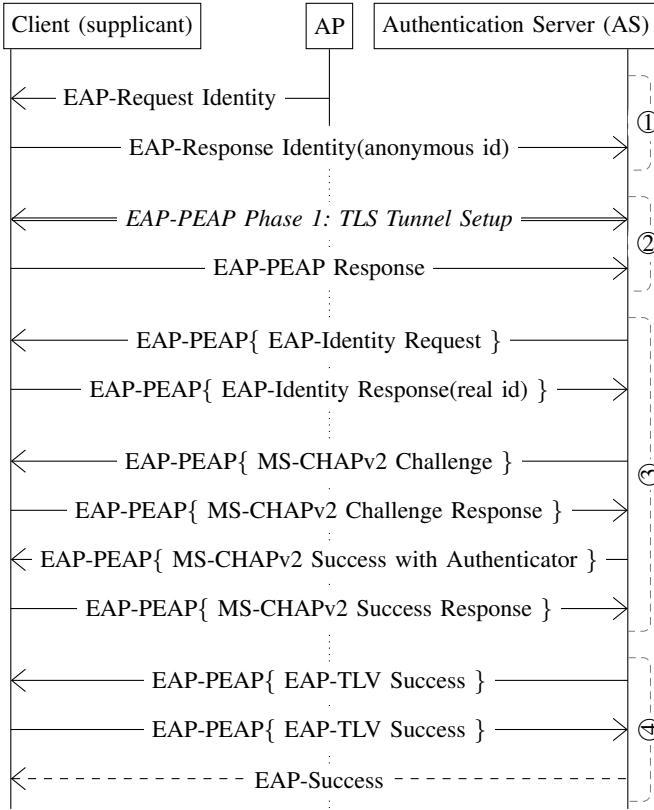 Client (supplicant)
AP
Authentication Server (AS)
EAP-Request Identity
EAP-Response Identity(anonymous id)
①
EAP-PEAP Phase 1: TLS Tunnel Setup
EAP-PEAP Response
②
EAP-PEAP{ EAP-Identity Request }
EAP-PEAP{ EAP-Identity Response(real id) }
EAP-PEAP{ MS-CHAPv2 Challenge }
EAP-PEAP{ MS-CHAPv2 Challenge Response }
EAP-PEAP{ MS-CHAPv2 Success with Authenticator }
EAP-PEAP{ MS-CHAPv2 Success Response }
③
EAP-PEAP{ EAP-TLV Success }
EAP-PEAP{ EAP-TLV Success }
EAP-Success
④